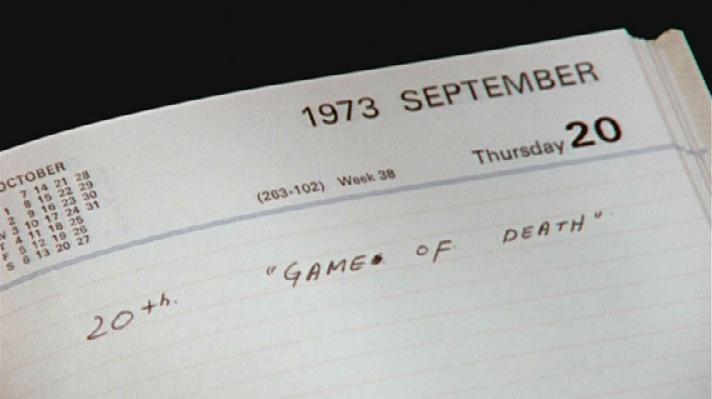 1973 SEPTEMBER
Thursday 20
(263-102) Week 38
OCTOBER
7 14 21 28
1 8 15 22 29
2 9 16 23 30
W 3 10 17 24 31
T 4 11 18 25
F 5 12 19 26
S 6 13 20 27
20th. "GAME OF DEATH"